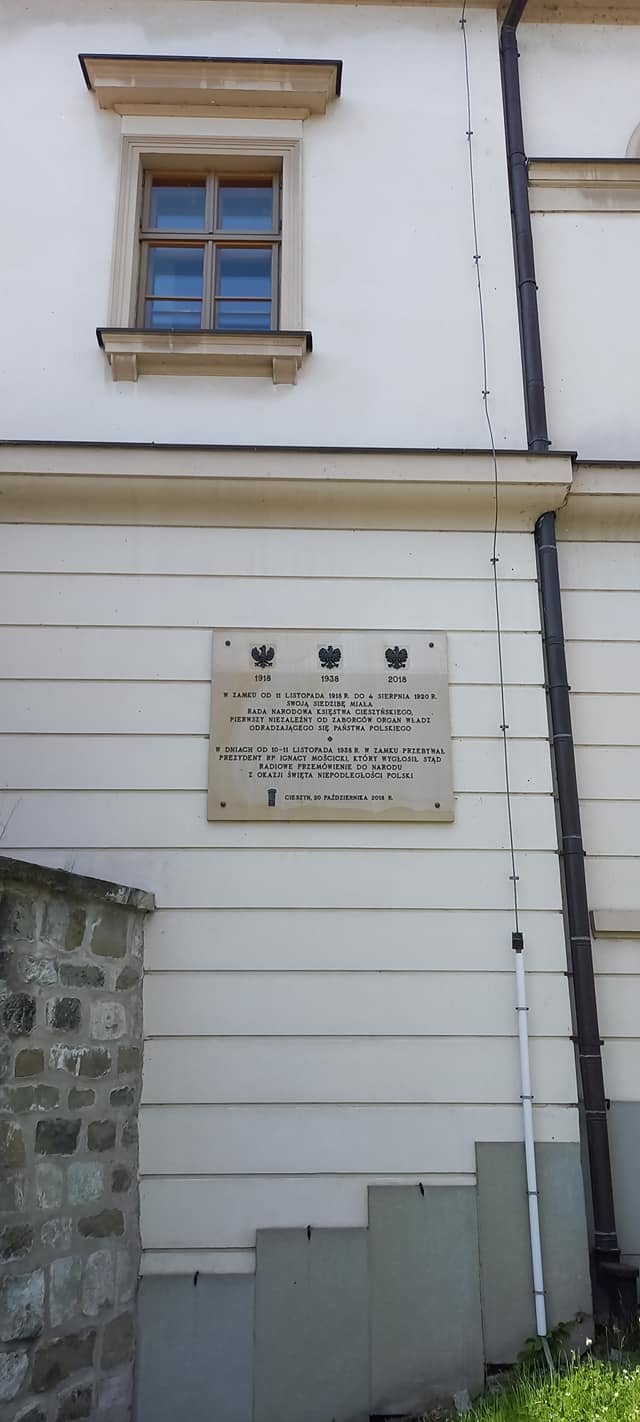 1918 1938 2018
W ZAMKU OD 11 LISTOPADA 1918 R. DO 4 SIERPNIA 1920 R.
SWOJĄ SIEDZIBĘ MIAŁA
RADA NARODOWA KSIĘSTWA CIESZYŃSKIEGO,
PIERWSZY NIEZALEŻNY OD ZABORCÓW ORGAN WŁADZ
ODRADZAJĄCEGO SIĘ PAŃSTWA POLSKIEGO
W DNIACH OD 10-11 LISTOPADA 1938 R. W ZAMKU PRZEBYWAŁ
PREZYDENT RP IGNACY MOŚCICKI, KTÓRY WYGŁOSIŁ STĄD
RADIOWE PRZEMÓWIENIE DO NARODU
Z OKAZJI ŚWIĘTA NIEPODLEGŁOŚCI POLSKI
CIESZYN, 20 PAŹDZIERNIKA 2018 R.